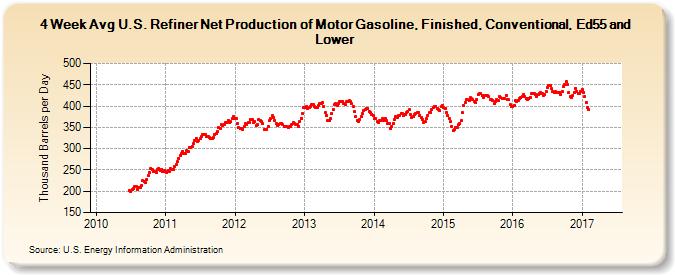 4 Week Avg U.S. Refiner Net Production of Motor Gasoline, Finished, Conventional, Ed55 and
Lower
Thousand Barrels per Day
500
450
400
350
300
250
200
150
2010 2011 2012 2013 2014 2015 2016 2017
Source: U.S. Energy Information Administration